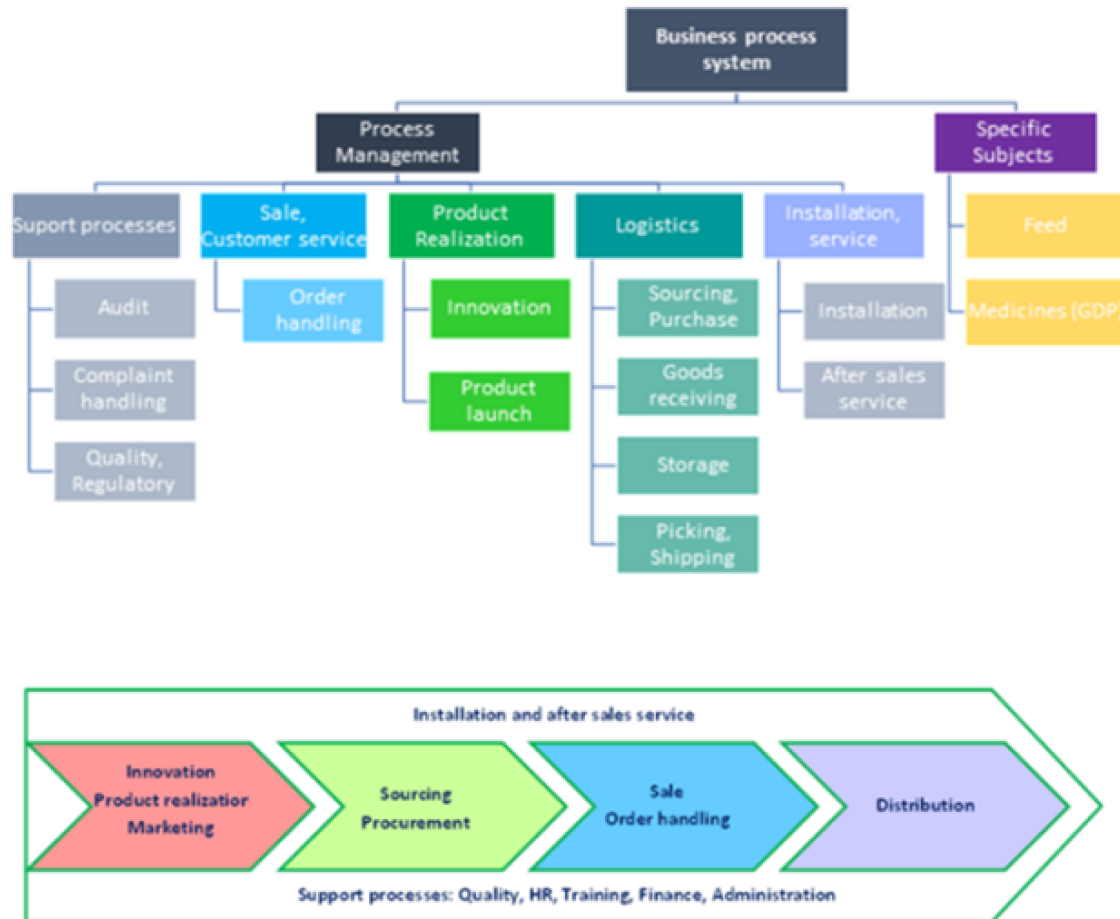 Business process
system
Process
Management
Specific
Subjects
Suport processes
Sale,
Customer service
Product
Realization
Logistics
Installation,
service
Feed
Audit
Order
handling
Innovation
Sourcing,
Purchase
Installation
Medicines (GDP)
Complaint
handling
Product
launch
Goods
receiving
After sales
service
Quality,
Regulatory
Storage
Picking,
Shipping
Installation and after sales service
Innovation
Product realization
Marketing
Sourcing
Procurement
Sale
Order handling
Distribution
Support processes: Quality, HR, Training, Finance, Administration